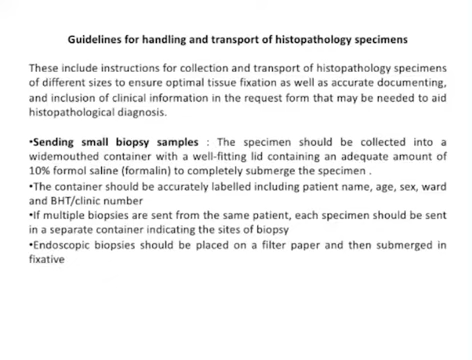 Guidelines for handling and transport of histopathology specimens
These include instructions for collection and transport of histopathology specimens
of different sizes to ensure optimal tissue fixation as well as accurate documenting,
and inclusion of clinical information in the request form that may be needed to aid
histopathological diagnosis.
•Sending small biopsy samples : The specimen should be collected into a
widemouthed container with a well-fitting lid containing an adequate amount of
10% formol saline (formalin) to completely submerge the specimen .
•The container should be accurately labelled including patient name, age, sex, ward
and BHT/clinic number
•If multiple biopsies are sent from the same patient, each specimen should be sent
in a separate container indicating the sites of biopsy
•Endoscopic biopsies should be placed on a filter paper and then submerged in
fixative